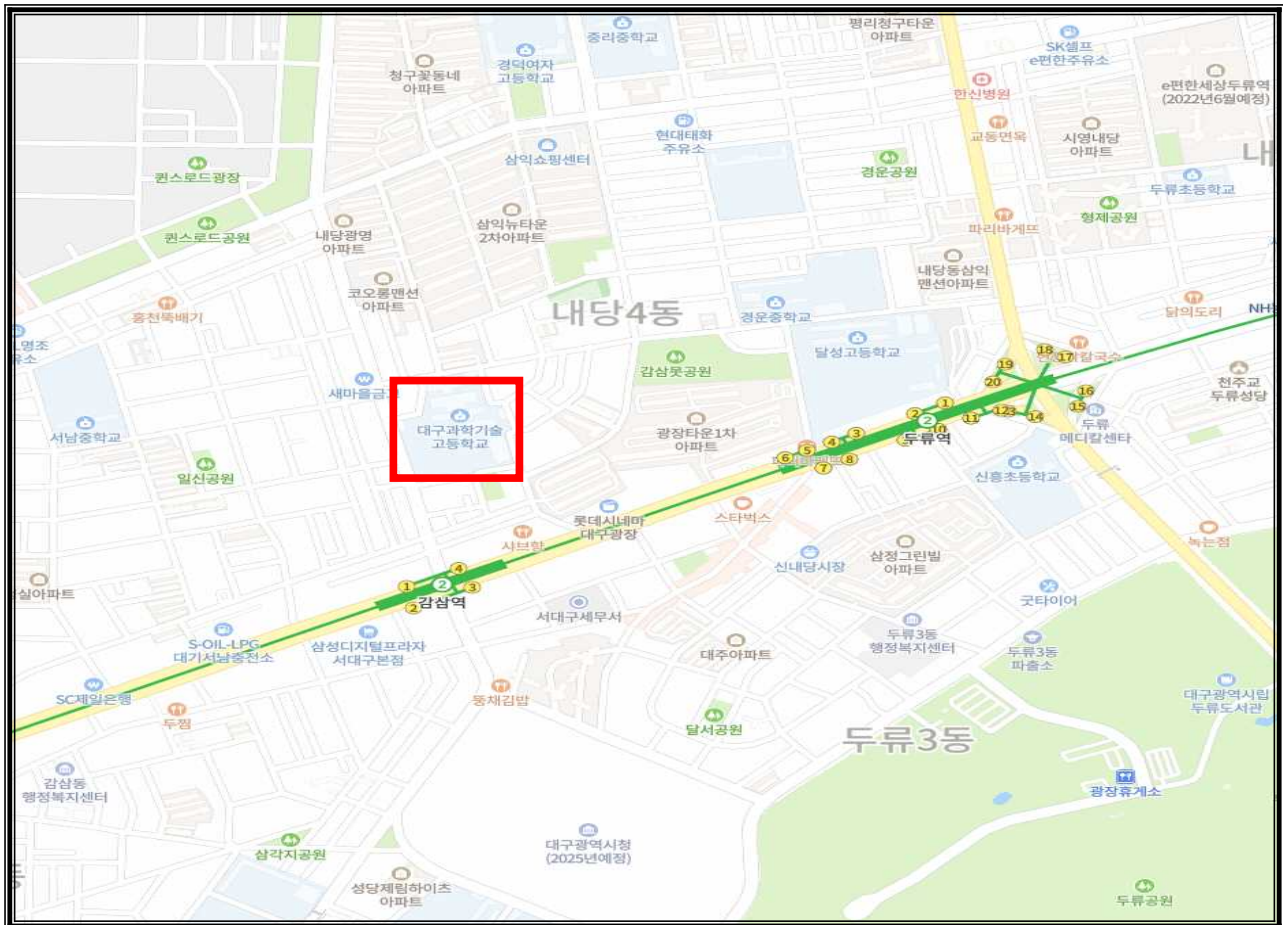 중리중학교
평리청구타운
아파트
경덕여자
고등학교
청구꽃동네
아파트
SK셀프
e편한주유소
한신병원
e편한세상두류역
(2022년6월예정)
현대태화
주유소
교동면옥
시영내당
아파트
내
삼익쇼핑센터
퀸스로드광장
경운공원
두류초등학교
형제공원
퀸스로드공원
내당광명
아파트
삼익뉴타운
2차아파트
파리바게뜨
내당동삼익
맨션아파트
코오롱맨션
아파트
홍천뚝배기
내당4동
경운중학교
닭의도리
NH
달성고등학교
감삼못공원
새마을금고
천주교
두류성당
서남중학교
대구과학기술
고등학교
광장타운1차
아파트
두류역
두류
메디칼센타
일신공원
신흥초등학교
롯데시네마
대구광장
스타벅스
샤브향
신내당시장
삼정그린빌
아파트
녹는점
감삼역
서대구세무서
굿타이어
S-OIL-LPG
대기서남충전소
삼성디지털프라자
서대구본점
대주아파트
두류3동
행정복지센터
두류3동
파출소
SC제일은행
두찜
뚱채김밥
달서공원
대구광역시립
두류도서관
두류3동
감삼동
행정복지센터
광장휴게소
삼각지공원
대구광역시청
(2025년예정)
성당제림하이츠
아파트
두류공원